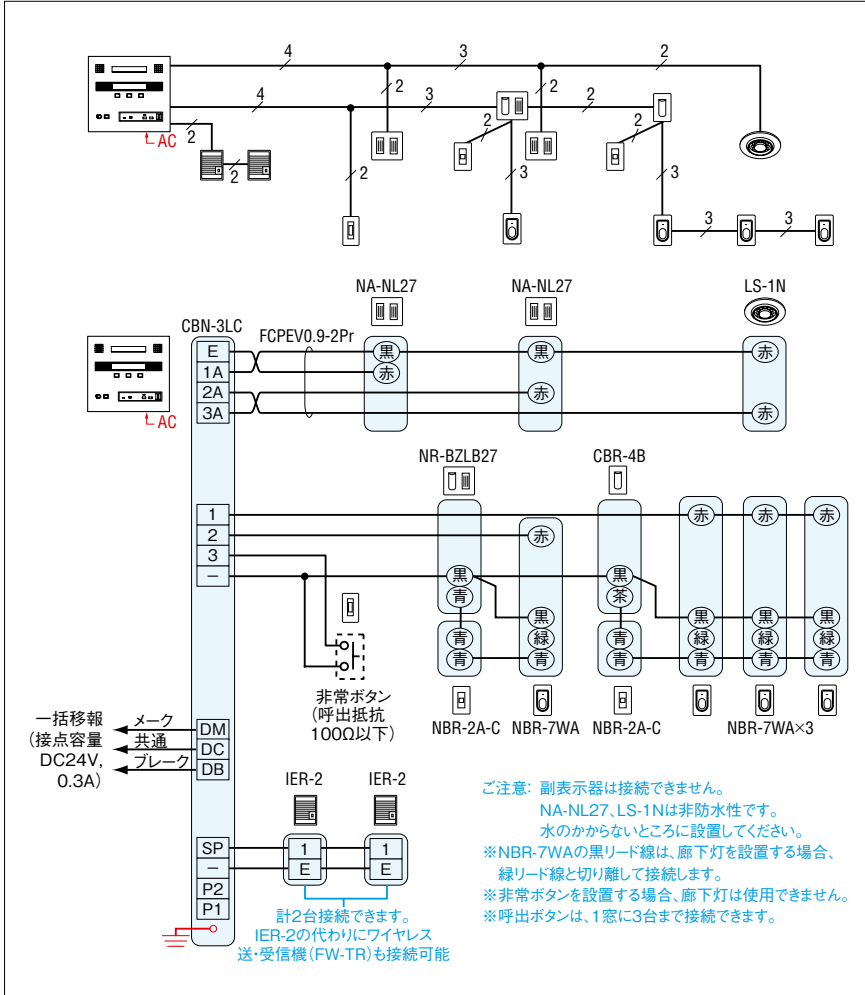 4
3
2
2
2
4
3
2
AC
2
2
2
2
2
3
3
3
3
NA-NL27
NA-NL27
LS-1N
CBN-3LC
FCPEV0.9-2Pr
E
黒
黒
赤
1A
赤
2A
赤
3A
赤
AC
NR-BZLB27
CBR-4B
1
赤
赤
赤
2
赤
3
－
黒
黒
青
茶
黒
黒
黒
黒
青
緑
青
緑
緑
緑
青
青
青
青
青
青
非常ボタン
(呼出抵抗
100Ω以下)
NBR-2A-C
NBR-7WA
NBR-2A-C
NBR-7WA×3
一括移報
(接点容量
DC24V,
0.3A)
メーク
DM
共通
DC
ブレーク
DB
IER-2
IER-2
SP
1
1
－
E
E
P2
P1
計2台接続できます。
IER-2の代わりにワイヤレス
送・受信機(FW-TR)も接続可能
ご注意: 副表示器は接続できません。
NA-NL27、LS-1Nは非防水性です。
水のかからないところに設置してください。
※NBR-7WAの黒リード線は、廊下灯を設置する場合、
緑リード線と切り離して接続します。
※非常ボタンを設置する場合、廊下灯は使用できません。
※呼出ボタンは、1窓に3台まで接続できます。